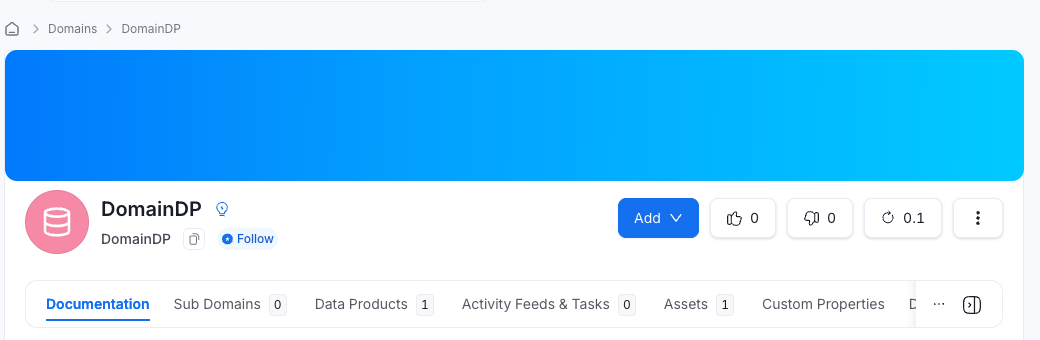 Domains > DomainDP
DomainDP
DomainDP Follow
Add 0 0 0.1
Documentation Sub Domains 0 Data Products 1 Activity Feeds & Tasks 0 Assets 1 Custom Properties